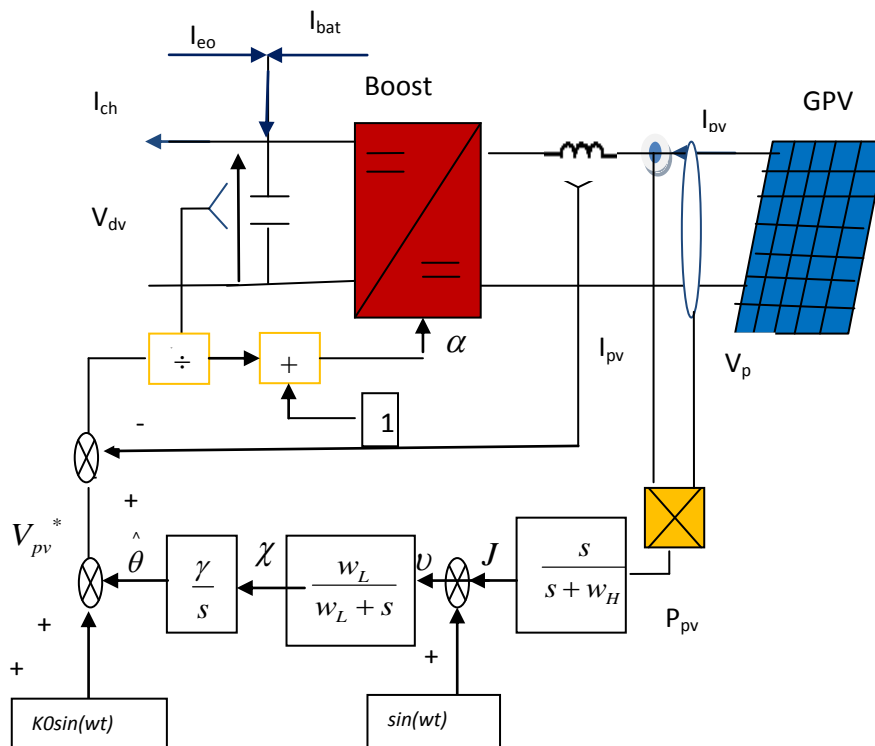 I_bat
I_eo
Boost
GPV
I_ch
I_pv
V_dv
÷
+
α
I_pv
V_p
1
-
+
V_pv*
θ̂
γ/s
χ
w_L/(w_L + s)
υ
J
s/(s + w_H)
P_pv
+
+
+
K0sin(wt)
sin(wt)